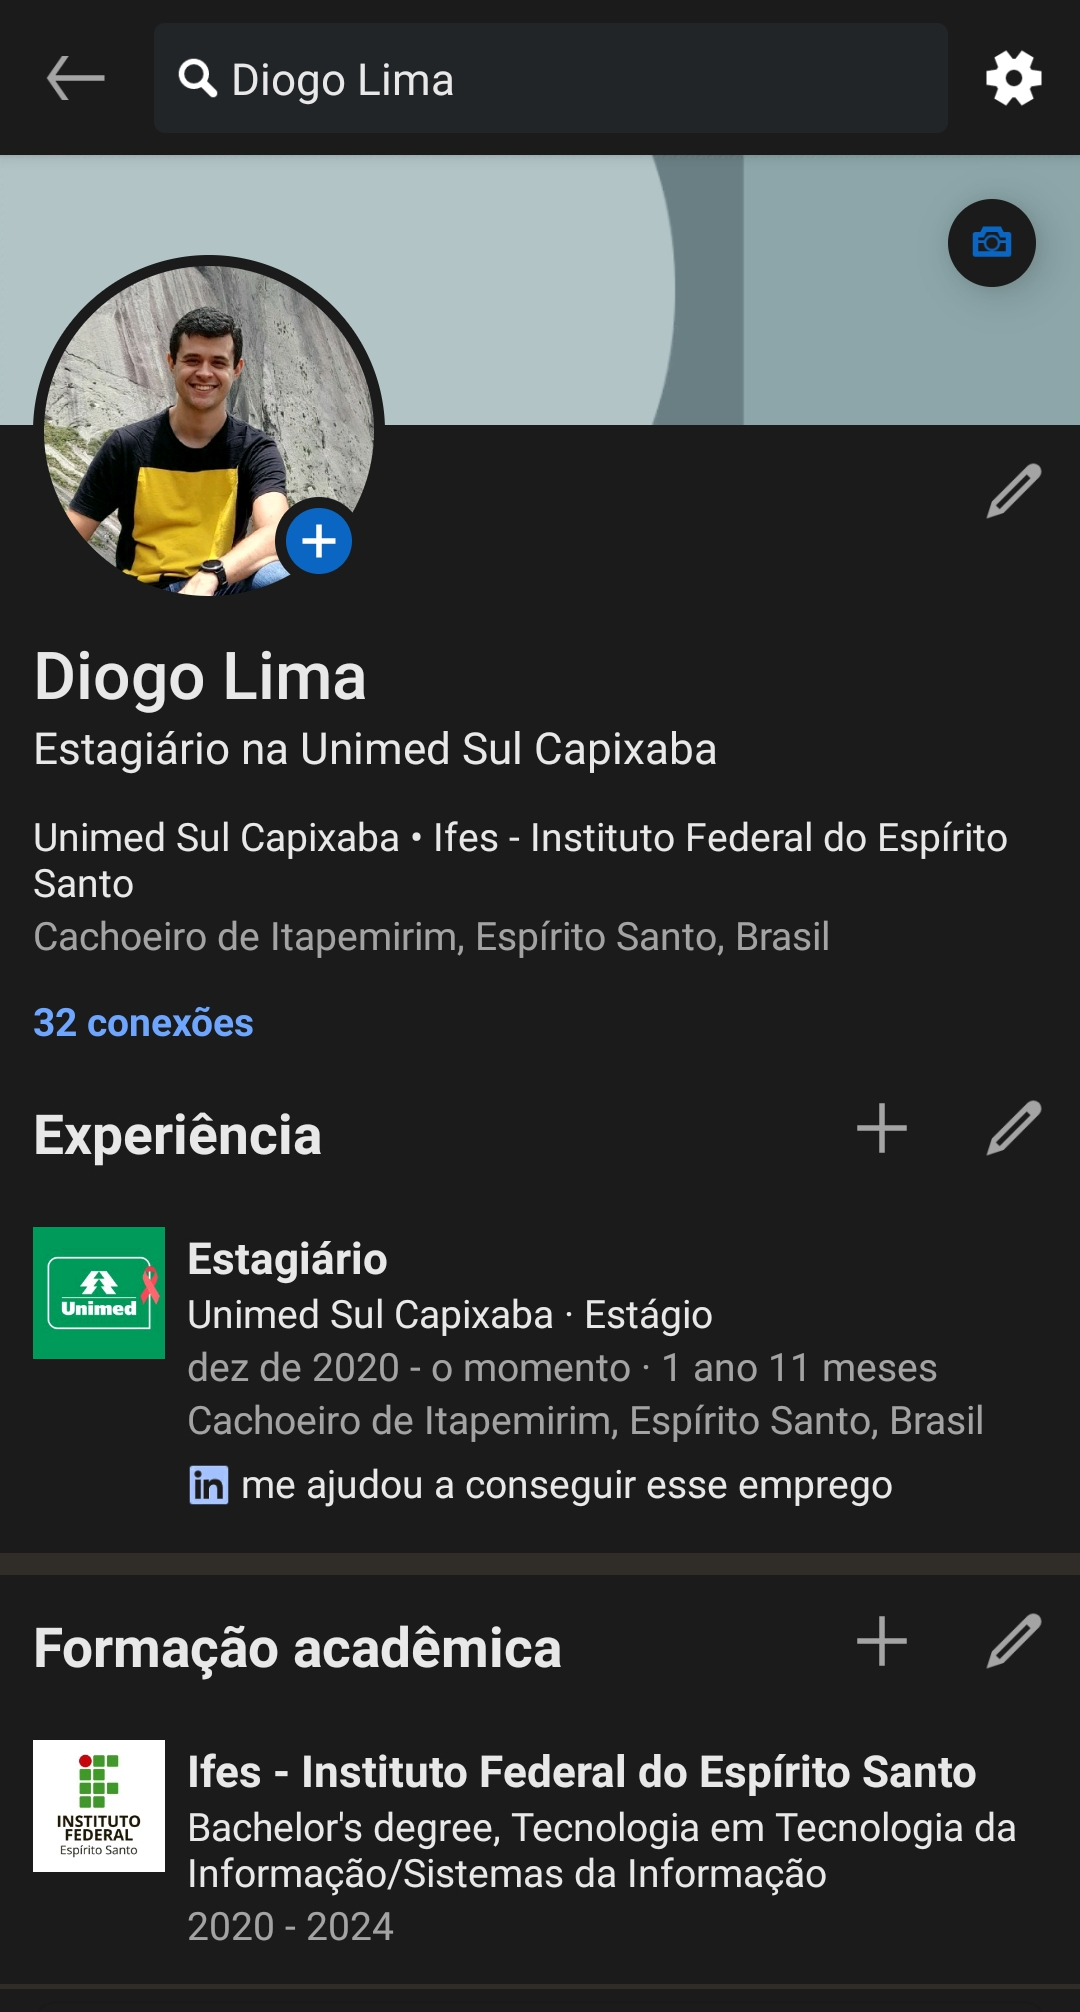 Diogo Lima
Diogo Lima
Estagiário na Unimed Sul Capixaba
Unimed Sul Capixaba • Ifes - Instituto Federal do Espírito
Santo
Cachoeiro de Itapemirim, Espírito Santo, Brasil
32 conexões
Experiência
Unimed
Estagiário
Unimed Sul Capixaba · Estágio
dez de 2020 - o momento · 1 ano 11 meses
Cachoeiro de Itapemirim, Espírito Santo, Brasil
in me ajudou a conseguir esse emprego
Formação acadêmica
INSTITUTO
FEDERAL
Espírito Santo
Ifes - Instituto Federal do Espírito Santo
Bachelor's degree, Tecnologia em Tecnologia da
Informação/Sistemas da Informação
2020 - 2024